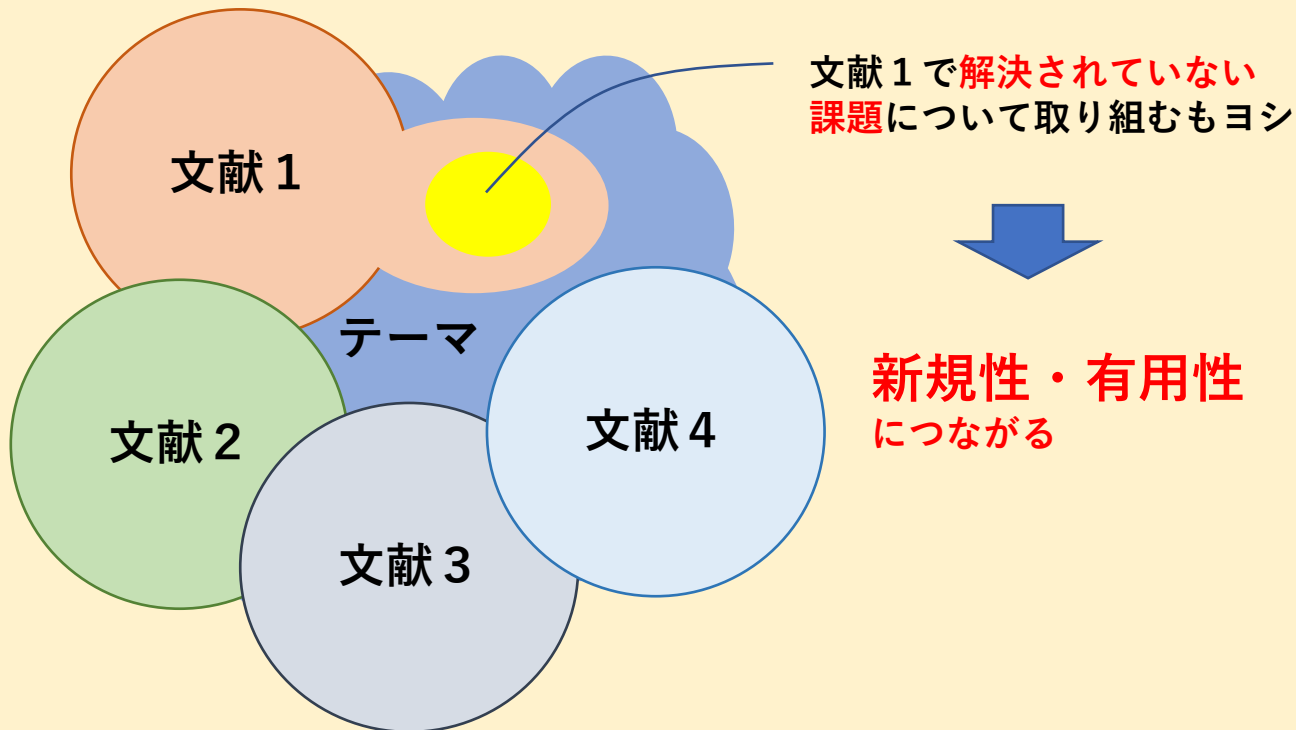 文献１
文献１で解決されていない
課題について取り組むもヨシ
テーマ
新規性・有用性
につながる
文献２
文献４
文献３